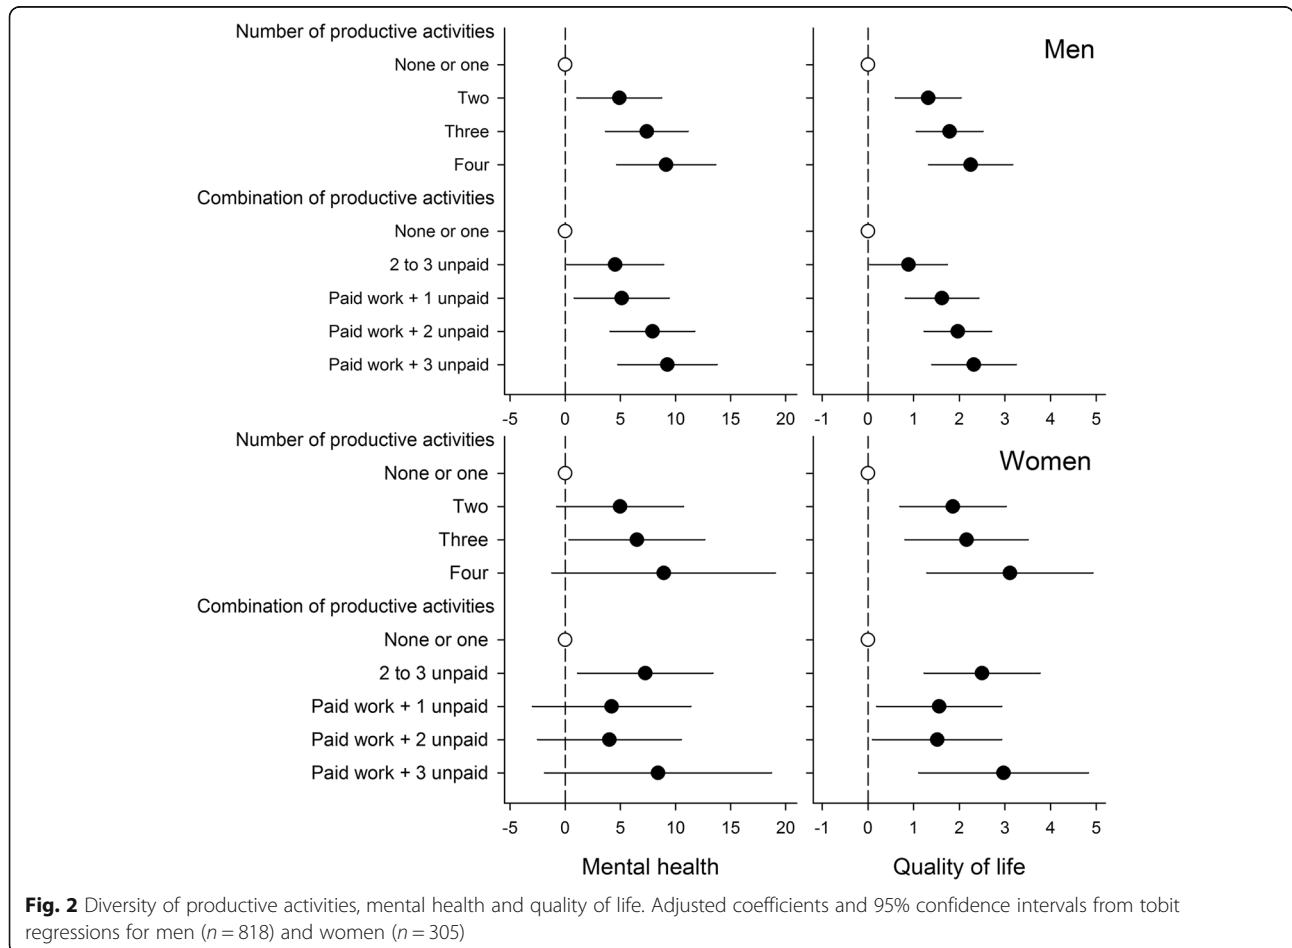 Number of productive activities
Men
None or one
Two
Three
Four
Combination of productive activities
None or one
2 to 3 unpaid
Paid work + 1 unpaid
Paid work + 2 unpaid
Paid work + 3 unpaid
-5 0 5 10 15 20 -1 0 1 2 3 4 5
Number of productive activities
Women
None or one
Two
Three
Four
Combination of productive activities
None or one
2 to 3 unpaid
Paid work + 1 unpaid
Paid work + 2 unpaid
Paid work + 3 unpaid
-5 0 5 10 15 20 -1 0 1 2 3 4 5
Mental health Quality of life
Fig. 2 Diversity of productive activities, mental health and quality of life. Adjusted coefficients and 95% confidence intervals from tobit
regressions for men (n = 818) and women (n = 305)